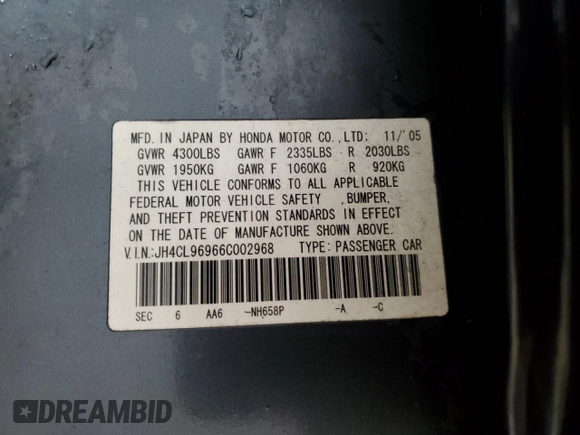 MFD. IN JAPAN BY HONDA MOTOR CO., LTD: 11/'05
GVWR 4300LBS GAWR F 2335LBS R 2030LBS
GVWR 1950KG GAWR F 1060KG R 920KG
THIS VEHICLE CONFORMS TO ALL APPLICABLE
FEDERAL MOTOR VEHICLE SAFETY ,BUMPER,
AND THEFT PREVENTION STANDARDS IN EFFECT
ON THE DATE OF MANUFACTURE SHOWN ABOVE.
V.I.N:JH4CL96966C002968 TYPE: PASSENGER CAR
SEC 6 AA6 -NH658P -A -C
DREAMBID